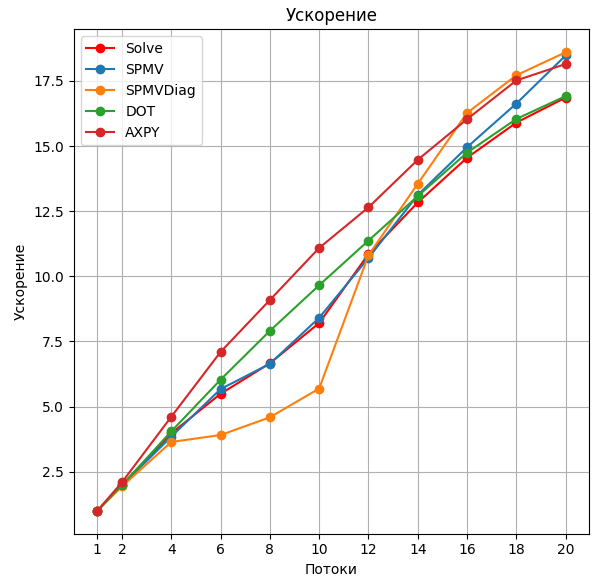 Ускорение
Solve
SPMV
SPMVDiag
DOT
AXPY
Ускорение
17.5
15.0
12.5
10.0
7.5
5.0
2.5
1 2 4 6 8 10 12 14 16 18 20
Потоки